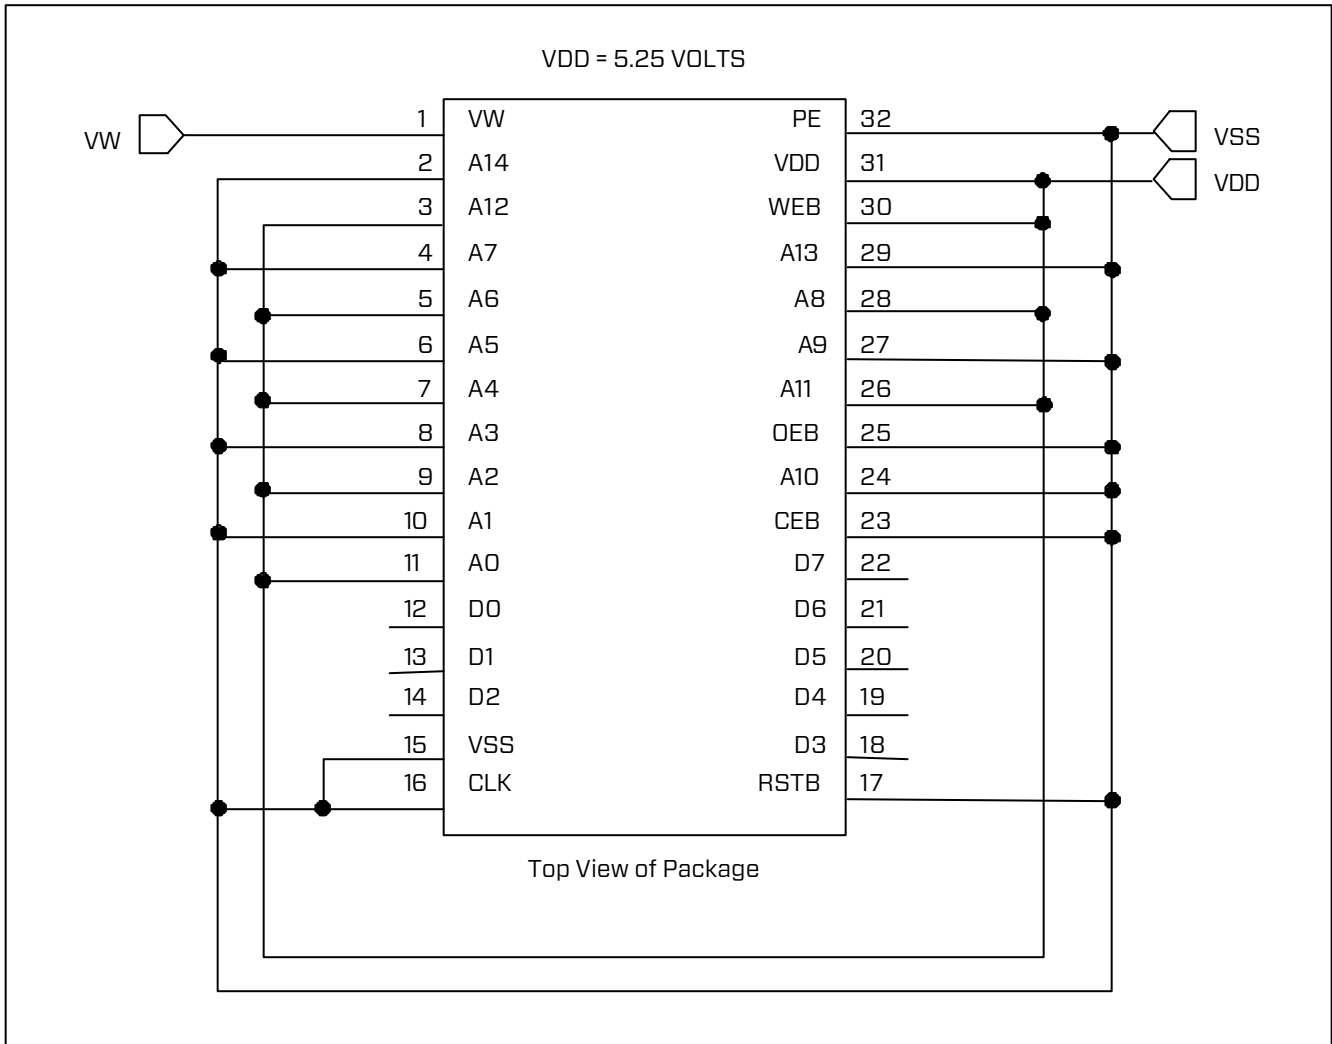 VDD = 5.25 VOLTS
VW
1 VW PE 32
VSS
2 A14 VDD 31
VDD
3 A12 WEB 30
4 A7 A13 29
5 A6 A8 28
6 A5 A9 27
7 A4 A11 26
8 A3 OEB 25
9 A2 A10 24
10 A1 CEB 23
11 A0 D7 22
12 D0 D6 21
13 D1 D5 20
14 D2 D4 19
15 VSS D3 18
16 CLK RSTB 17
Top View of Package